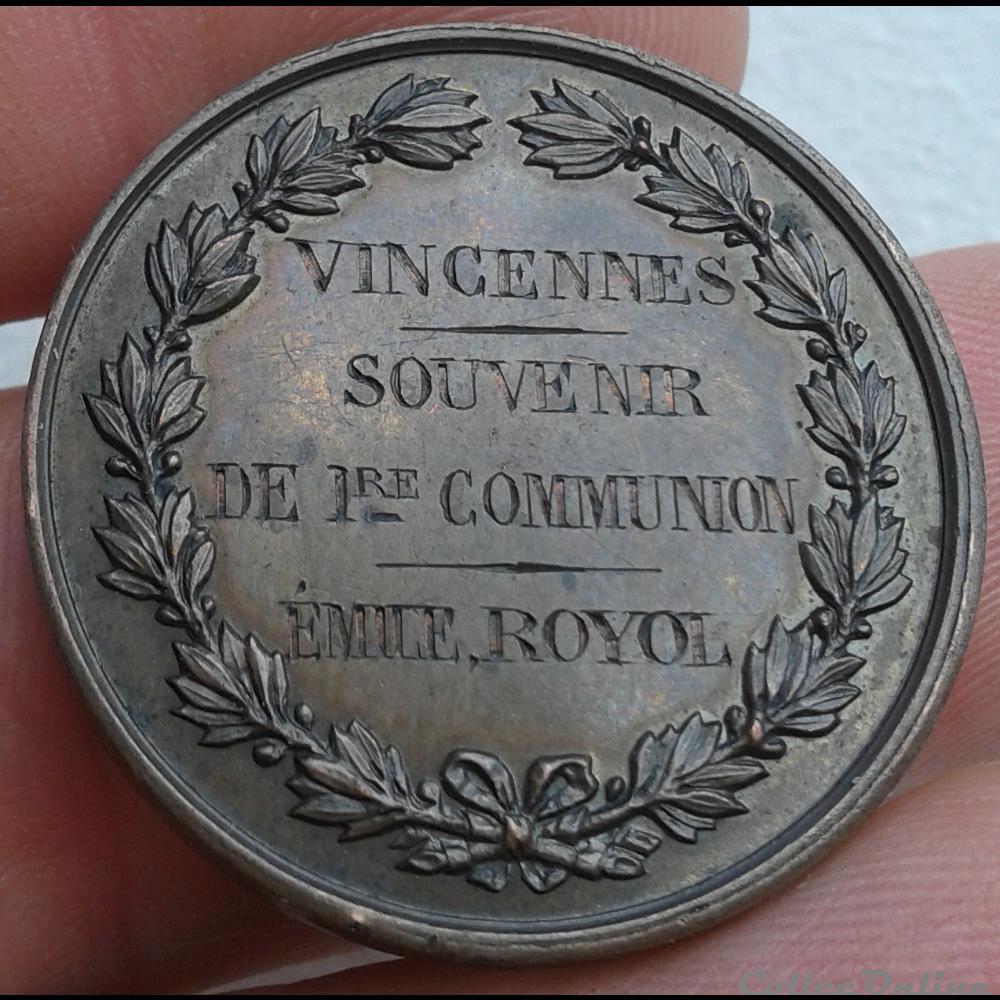 VINCENNES
SOUVENIR
DE 1RE COMMUNION
ÉMILE, ROYOL